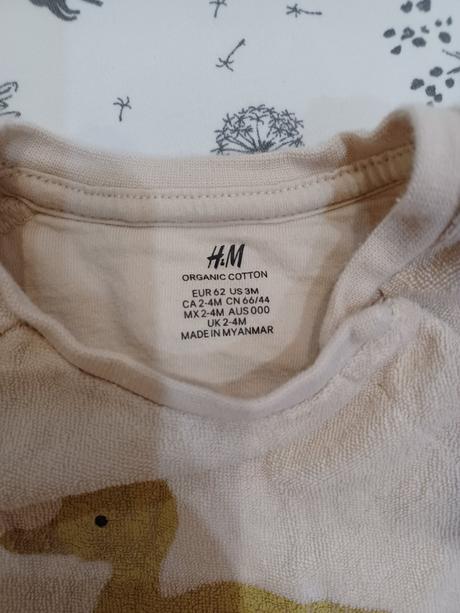 H&M
ORGANIC COTTON
EUR 62 US 3M
CA 2-4M CN 66/44
MX 2-4M AUS 000
UK 2-4M
MADE IN MYANMAR